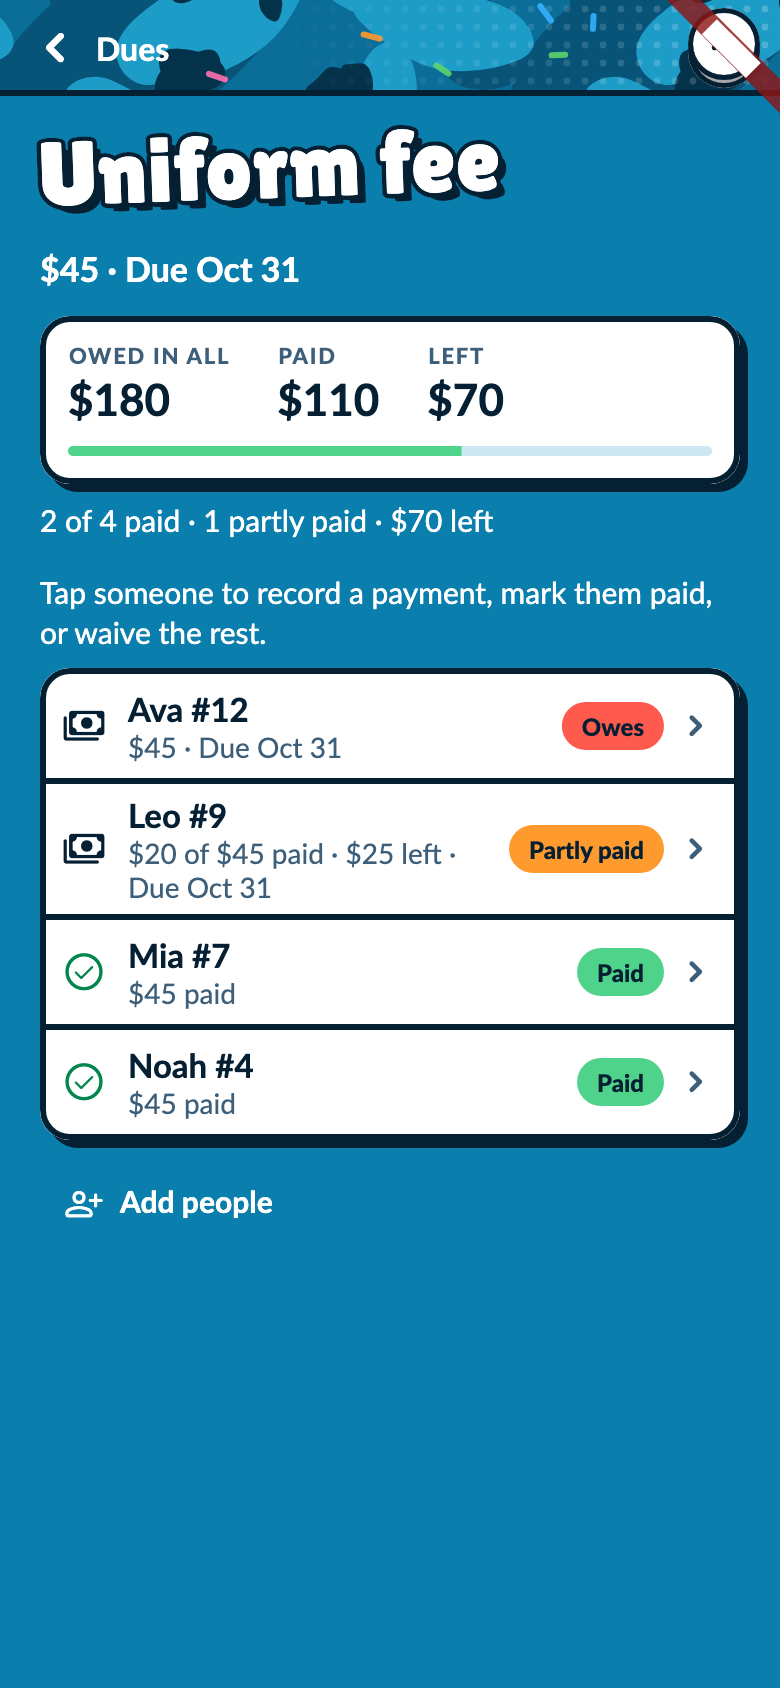 Dues
Uniform fee
$45 · Due Oct 31
OWED IN ALL PAID LEFT
$180 $110 $70
2 of 4 paid · 1 partly paid · $70 left
Tap someone to record a payment, mark them paid,
or waive the rest.
Ava #12
$45 · Due Oct 31
Owes
Leo #9
$20 of $45 paid · $25 left ·
Due Oct 31
Partly paid
Mia #7
$45 paid
Paid
Noah #4
$45 paid
Paid
Add people